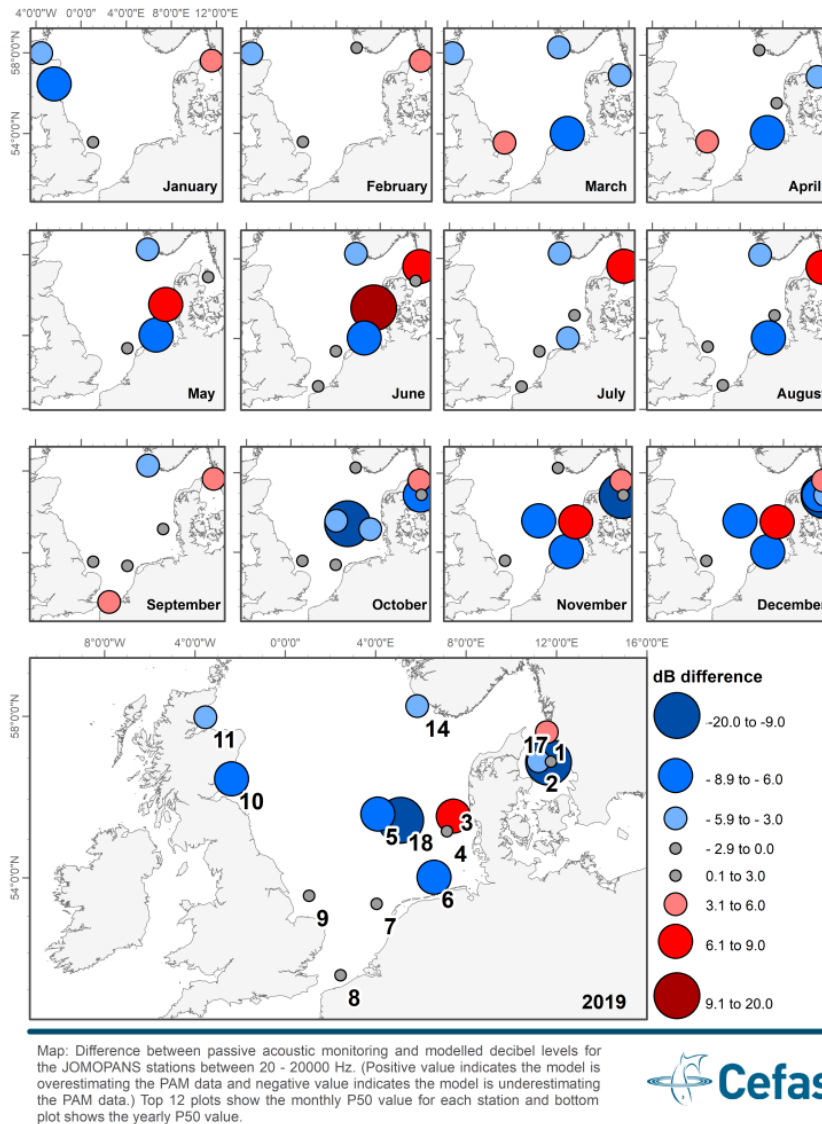 4°0'W 0°0'E 4°0'0"E 8°0'0"E 12°0'0"E
58°0'0"N
54°0'0"N
January
February
March
April
May
June
July
August
September
October
November
December
8°0'0"W 4°0'0"W 0°0'0"E 4°0'0"E 8°0'0"E 12°0'0"E 16°0'0"E
58°0'0"N
54°0'0"N
11
14
17
1
2
10
5
18
3
4
6
9
7
8
2019
dB difference
-20.0 to -9.0
- 8.9 to - 6.0
- 5.9 to - 3.0
- 2.9 to 0.0
0.1 to 3.0
3.1 to 6.0
6.1 to 9.0
9.1 to 20.0
Map: Difference between passive acoustic monitoring and modelled decibel levels for
the JOMOPANS stations between 20 - 20000 Hz. (Positive value indicates the model is
overestimating the PAM data and negative value indicates the model is underestimating
the PAM data.) Top 12 plots show the monthly P50 value for each station and bottom
plot shows the yearly P50 value.
Cefas